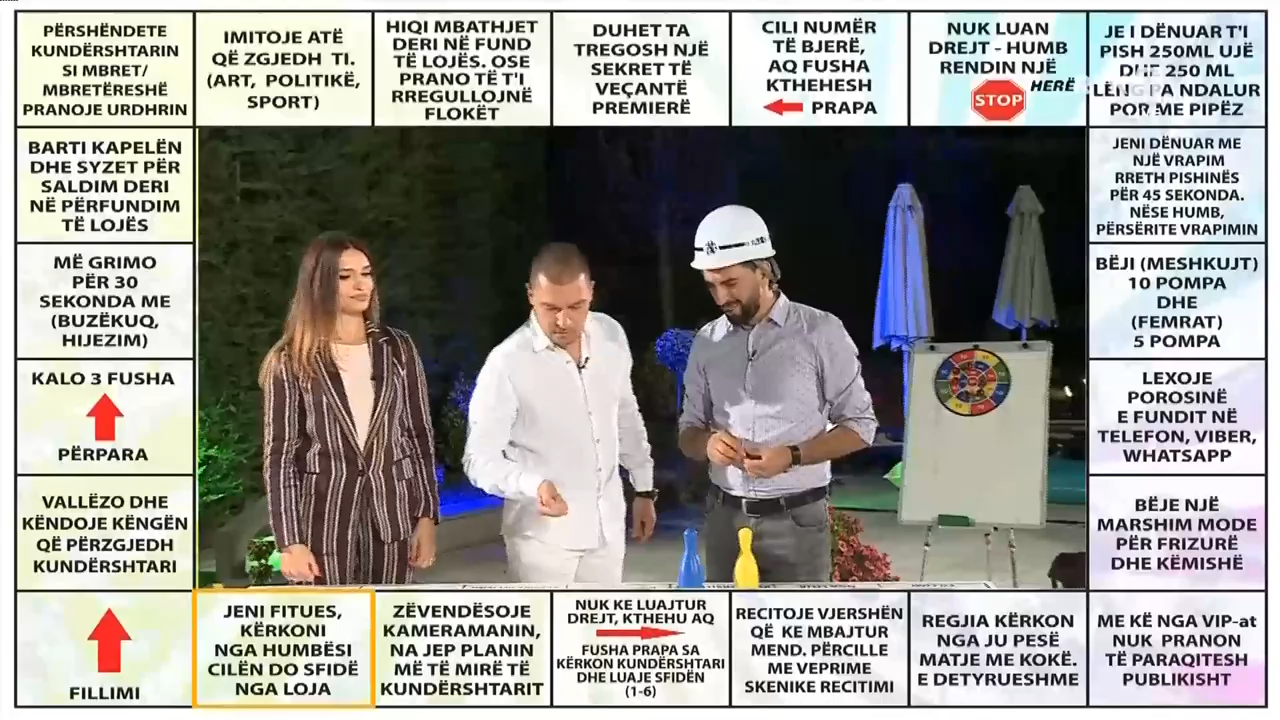 PËRSHËNDETE
KUNDËRSHTARIN
SI MBRET/
MBRETËRESHË
PRANOJE URDHRIN
IMITOJE ATË
QË ZGJEDH TI.
(ART, POLITIKË,
SPORT)
HIQI MBATHJET
DERI NË FUND
TË LOJËS. OSE
PRANO TË T'I
RREGULLOJNË
FLOKËT
DUHET TA
TREGOSH NJË
SEKRET TË
VEÇANTË
PREMIERË
CILI NUMËR
TË BJERË,
AQ FUSHA
KTHEHESH
PRAPA
NUK LUAN
DREJT - HUMB
RENDIN NJË
HERË
STOP
JE I DËNUAR T'I
PISH 250ML UJË
DHE 250 ML
LËNG PA NDALUR
POR ME PIPËZ
BARTI KAPELËN
DHE SYZET PËR
SALDIM DERI
NË PËRFUNDIM
TË LOJËS
JENI DËNUAR ME
NJË VRAPIM
RRETH PISHINËS
PËR 45 SEKONDA.
NËSE HUMB,
PËRSËRITE VRAPIMIN
MË GRIMO
PËR 30
SEKONDA ME
(BUZËKUQ,
HIJEZIM)
BËJI (MESHKUJT)
10 POMPA
DHE
(FEMRAT)
5 POMPA
KALO 3 FUSHA
PËRPARA
LEXOJE
POROSINË
E FUNDIT NË
TELEFON, VIBER,
WHATSAPP
VALLËZO DHE
KËNDOJE KËNGËN
QË PËRZGJEDH
KUNDËRSHTARI
BËJE NJË
MARSHIM MODE
PËR FRIZURË
DHE KËMISHË
FILLIMI
JENI FITUES,
KËRKONI
NGA HUMBËSI
CILËN DO SFIDË
NGA LOJA
ZËVENDËSOJE
KAMERAMANIN,
NA JEP PLANIN
MË TË MIRË TË
KUNDËRSHTARIT
NUK KE LUAJTUR
DREJT, KTHEHU AQ
FUSHA PRAPA SA
KËRKON KUNDËRSHTARI
DHE LUAJE SFIDËN
(1-6)
RECITOJE VJERSHËN
QË KE MBAJTUR
MEND. PËRCILLE
ME VEPRIME
SKENIKE RECITIMI
REGJIA KËRKON
NGA JU PESË
MATJE ME KOKË.
E DETYRUESHME
ME KË NGA VIP-at
NUK PRANON
TË PARAQITESH
PUBLIKISHT